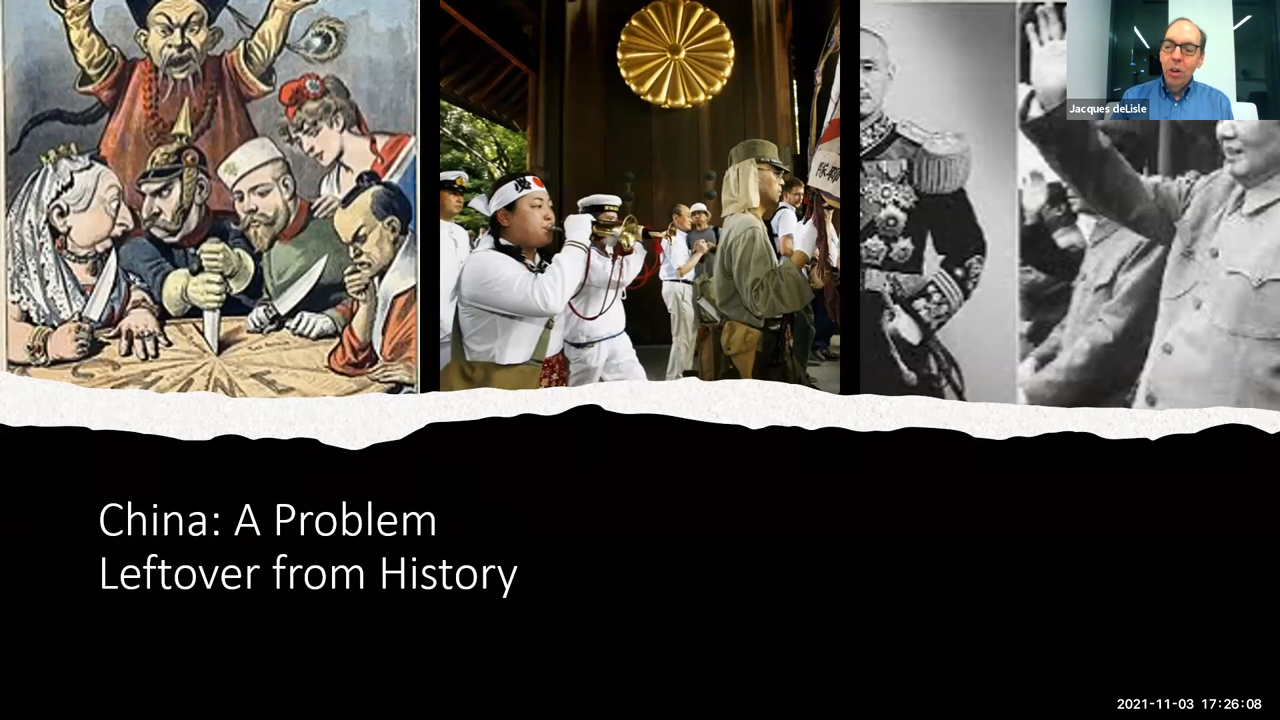 Jacques deLisle
China: A Problem
Leftover from History
2021-11-03 17:26:08